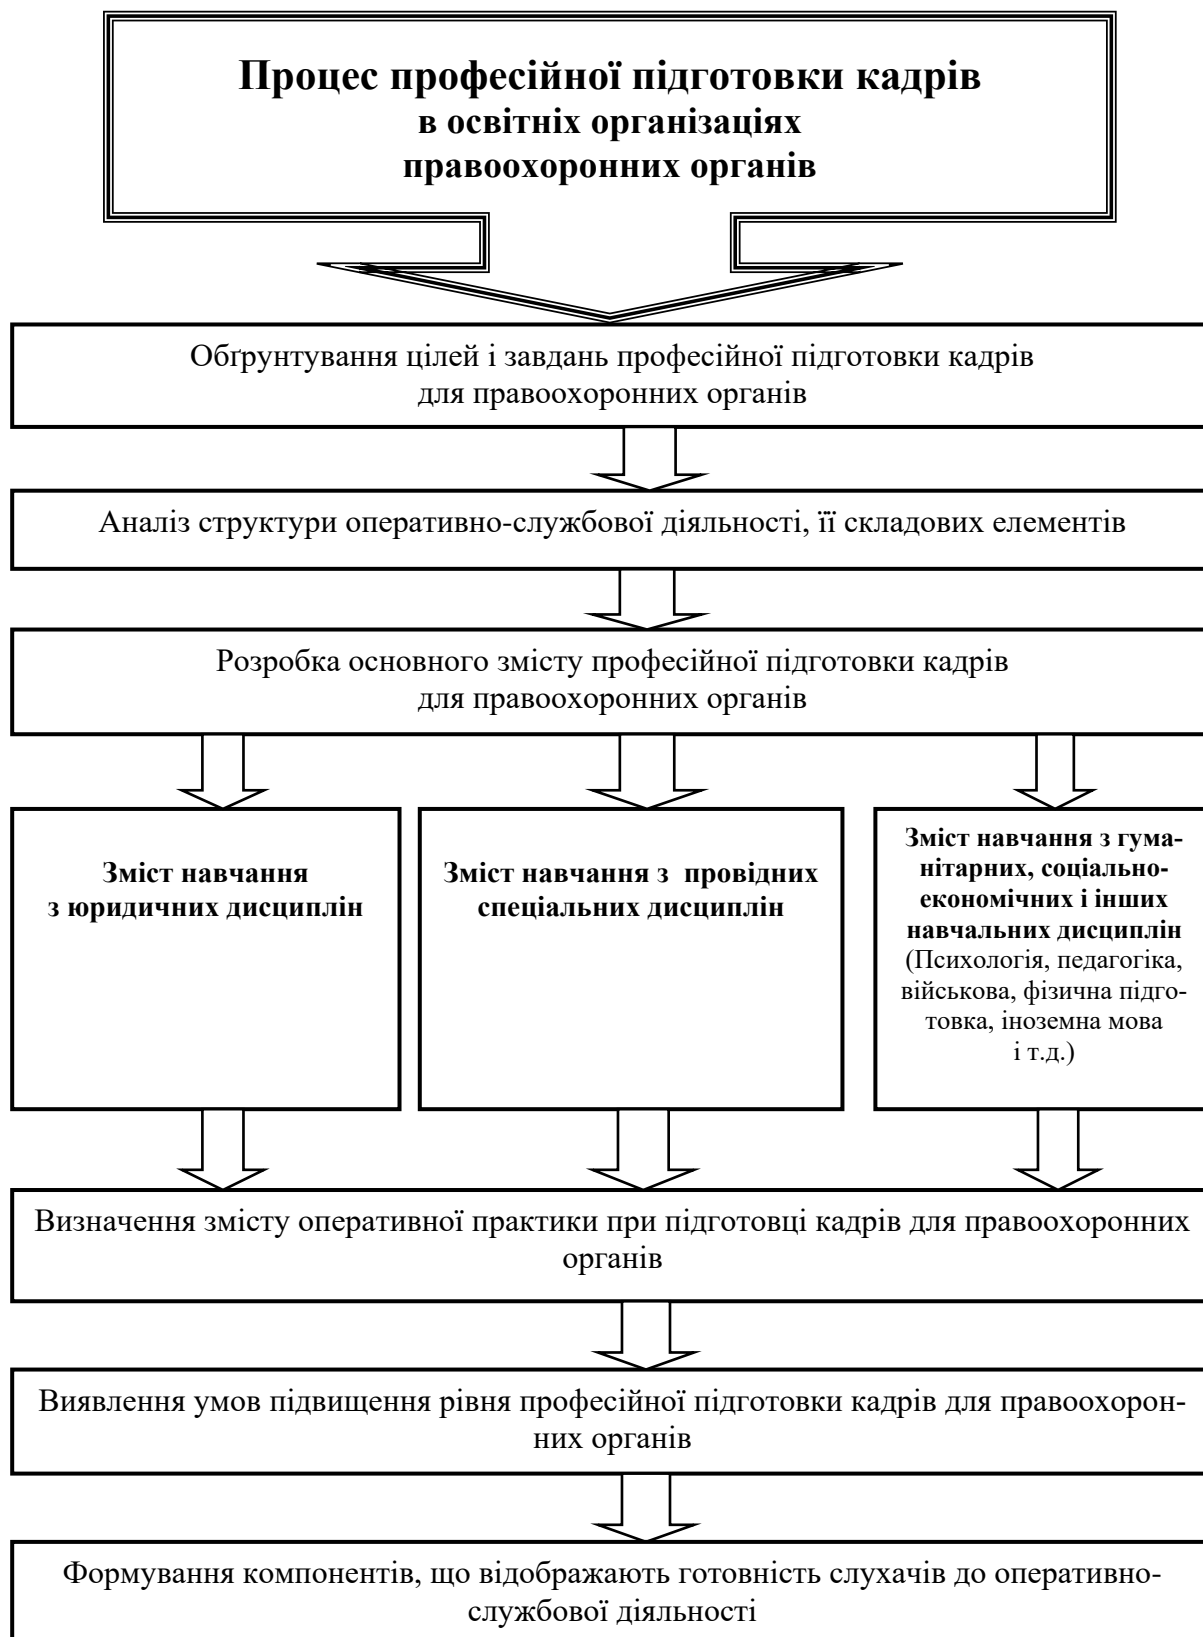 Процес професійної підготовки кадрів
в освітніх організаціях
правоохоронних органів
Обґрунтування цілей і завдань професійної підготовки кадрів
для правоохоронних органів
Аналіз структури оперативно-службової діяльності, її складових елементів
Розробка основного змісту професійної підготовки кадрів
для правоохоронних органів
Зміст навчання
з юридичних дисциплін
Зміст навчання з провідних
спеціальних дисциплін
Зміст навчання з гума-
нітарних, соціально-
економічних і інших
навчальних дисциплін
(Психологія, педагогіка,
військова, фізична підго-
товка, іноземна мова
і т.д.)
Визначення змісту оперативної практики при підготовці кадрів для правоохоронних
органів
Виявлення умов підвищення рівня професійної підготовки кадрів для правоохорон-
них органів
Формування компонентів, що відображають готовність слухачів до оперативно-
службової діяльності